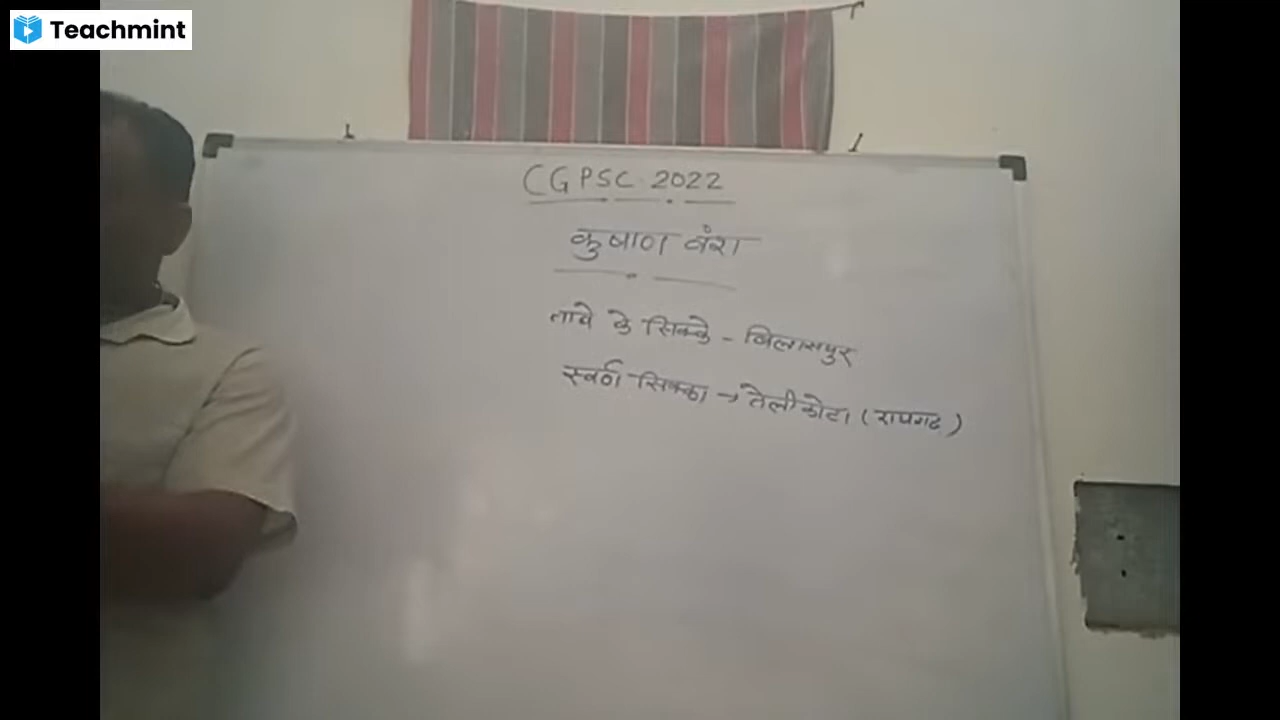 Teachmint
CGPSC 2022
कुषाण वंश
तांबे के सिक्के - बिलासपुर
स्वर्ण सिक्का → तेलीकोटा (रायगढ)